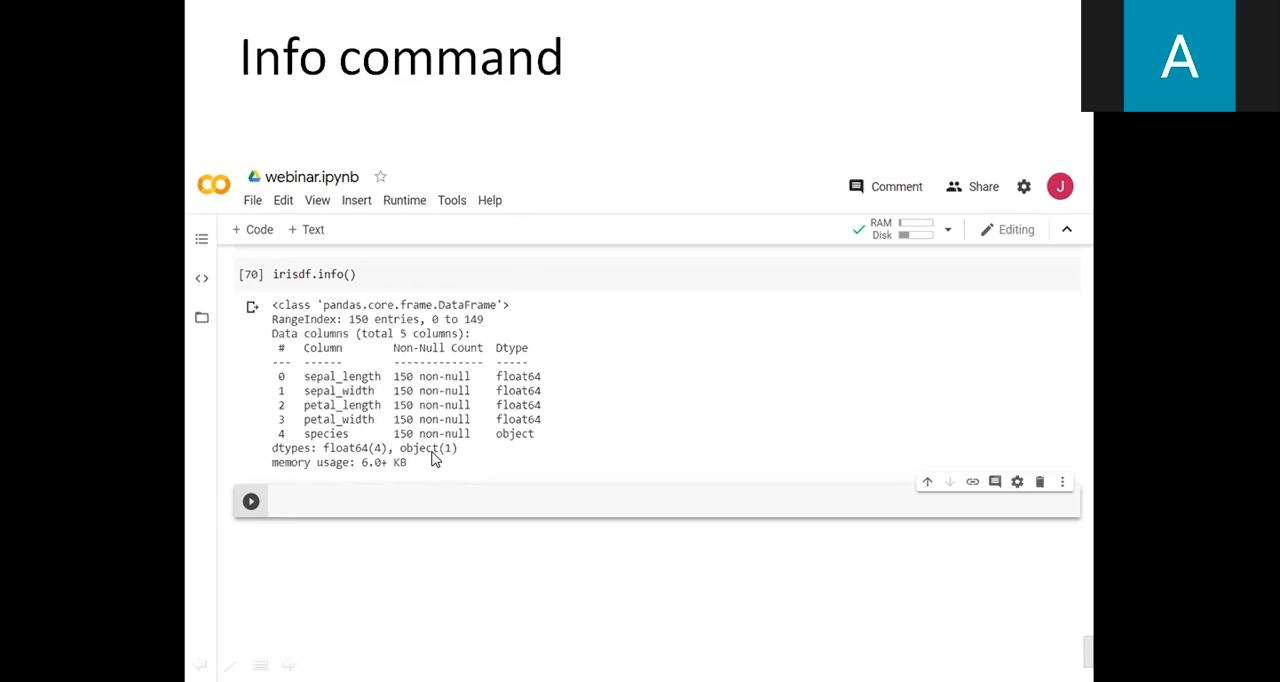 Info command
A
webinar.ipynb
Comment
Share
J
File Edit View Insert Runtime Tools Help
+ Code + Text
RAM
Disk
Editing
[70] irisdf.info()
<class 'pandas.core.frame.DataFrame'>
RangeIndex: 150 entries, 0 to 149
Data columns (total 5 columns):
# Column Non-Null Count Dtype
--- ------ -------------- -----
0 sepal_length 150 non-null float64
1 sepal_width 150 non-null float64
2 petal_length 150 non-null float64
3 petal_width 150 non-null float64
4 species 150 non-null object
dtypes: float64(4), object(1)
memory usage: 6.0+ KB